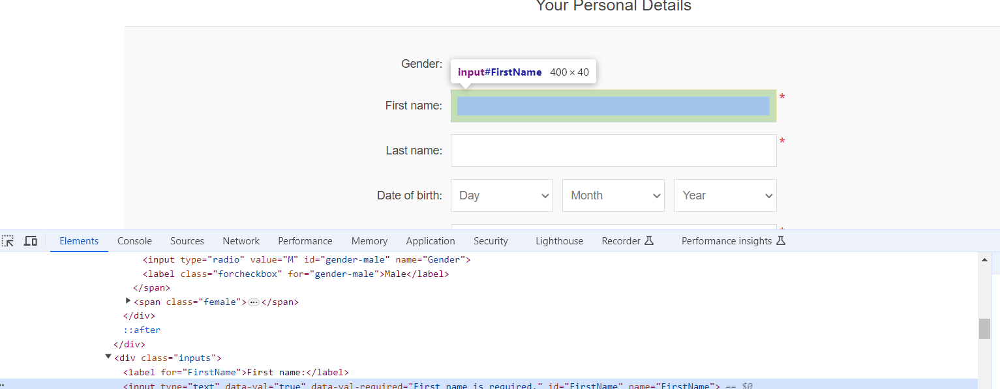 Your Personal Details
Gender:
input#FirstName 400 × 40
First name: *
Last name: *
Date of birth: Day Month Year
*
Elements Console Sources Network Performance Memory Application Security Lighthouse Recorder Performance insights
<input type="radio" value="M" id="gender-male" name="Gender">
<label class="forcheckbox" for="gender-male">Male</label>
</span>
<span class="female">…</span>
</div>
::after
</div>
<div class="inputs">
<label for="FirstName">First name:</label>
<input type="text" data-val="true" data-val-required="First name is required." id="FirstName" name="FirstName"> == $0